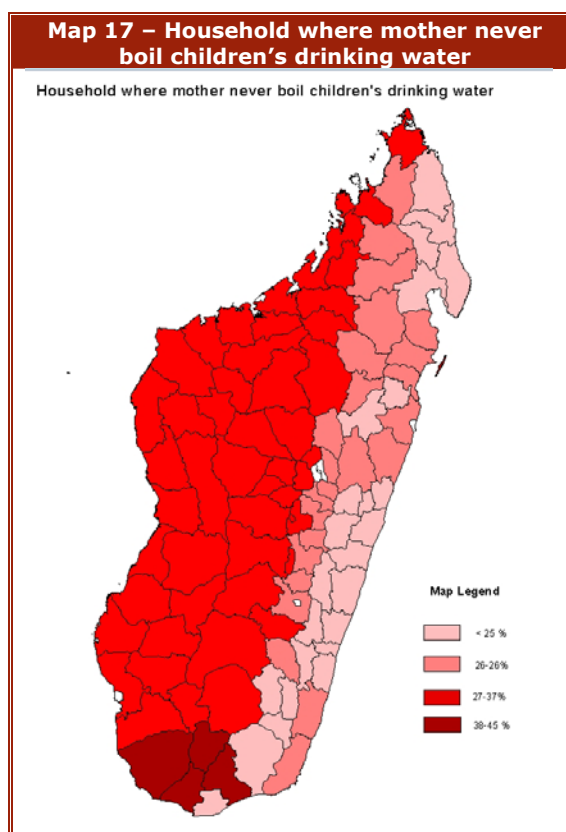 Map 17 – Household where mother never
boil children’s drinking water
Household where mother never boil children's drinking water
Map Legend
< 25 %
26-26%
27-37%
38-45 %